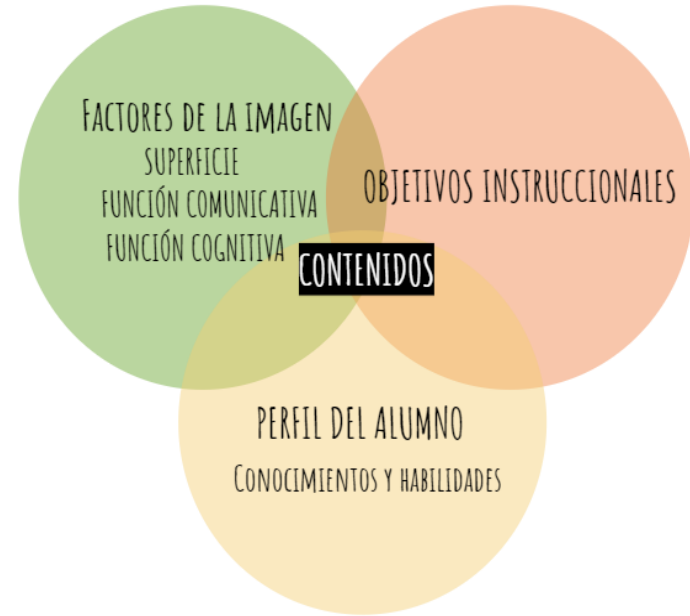 Factores de la imagen
superficie
función comunicativa
función cognitiva
objetivos instruccionales
contenidos
perfil del alumno
Conocimientos y habilidades